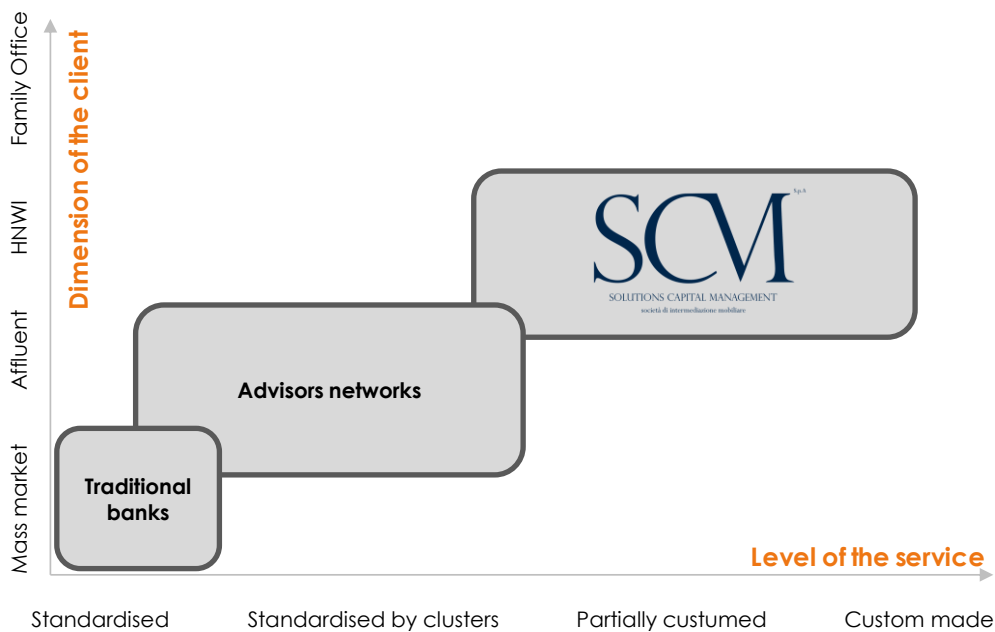 Family Office
HNWI
Affluent
Mass market
Dimension of the client
SCM
S.p.A
SOLUTIONS CAPITAL MANAGEMENT
società di intermediazione mobiliare
Advisors networks
Traditional
banks
Level of the service
Standardised
Standardised by clusters
Partially custumed
Custom made